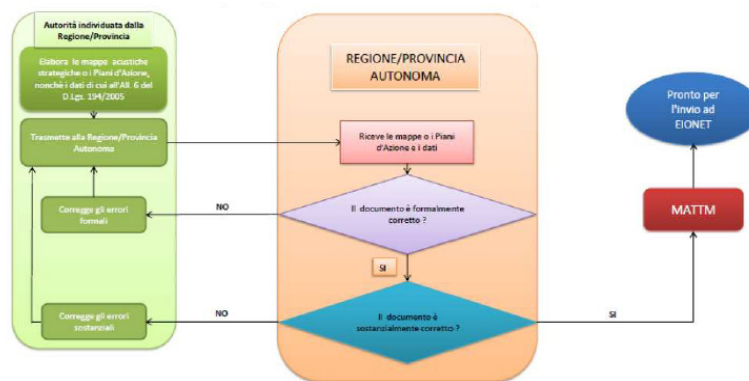 Autorità individuata dalla
Regione/Provincia
Elabora le mappe acustiche
strategiche o i Piani d'Azione,
nonchè i dati di cui all'All. 6 del
D.Lgs. 194/2005
Trasmette alla Regione/Provincia
Autonoma
Corregge gli errori
formali
Corregge gli errori
sostanziali
NO
NO
REGIONE/PROVINCIA
AUTONOMA
Riceve le mappe o i Piani
d'Azione e i dati
Il documento è formalmente
corretto ?
SI
Il documento è
sostanzialmente corretto ?
SI
Pronto per
l'invio ad
EIONET
MATTM